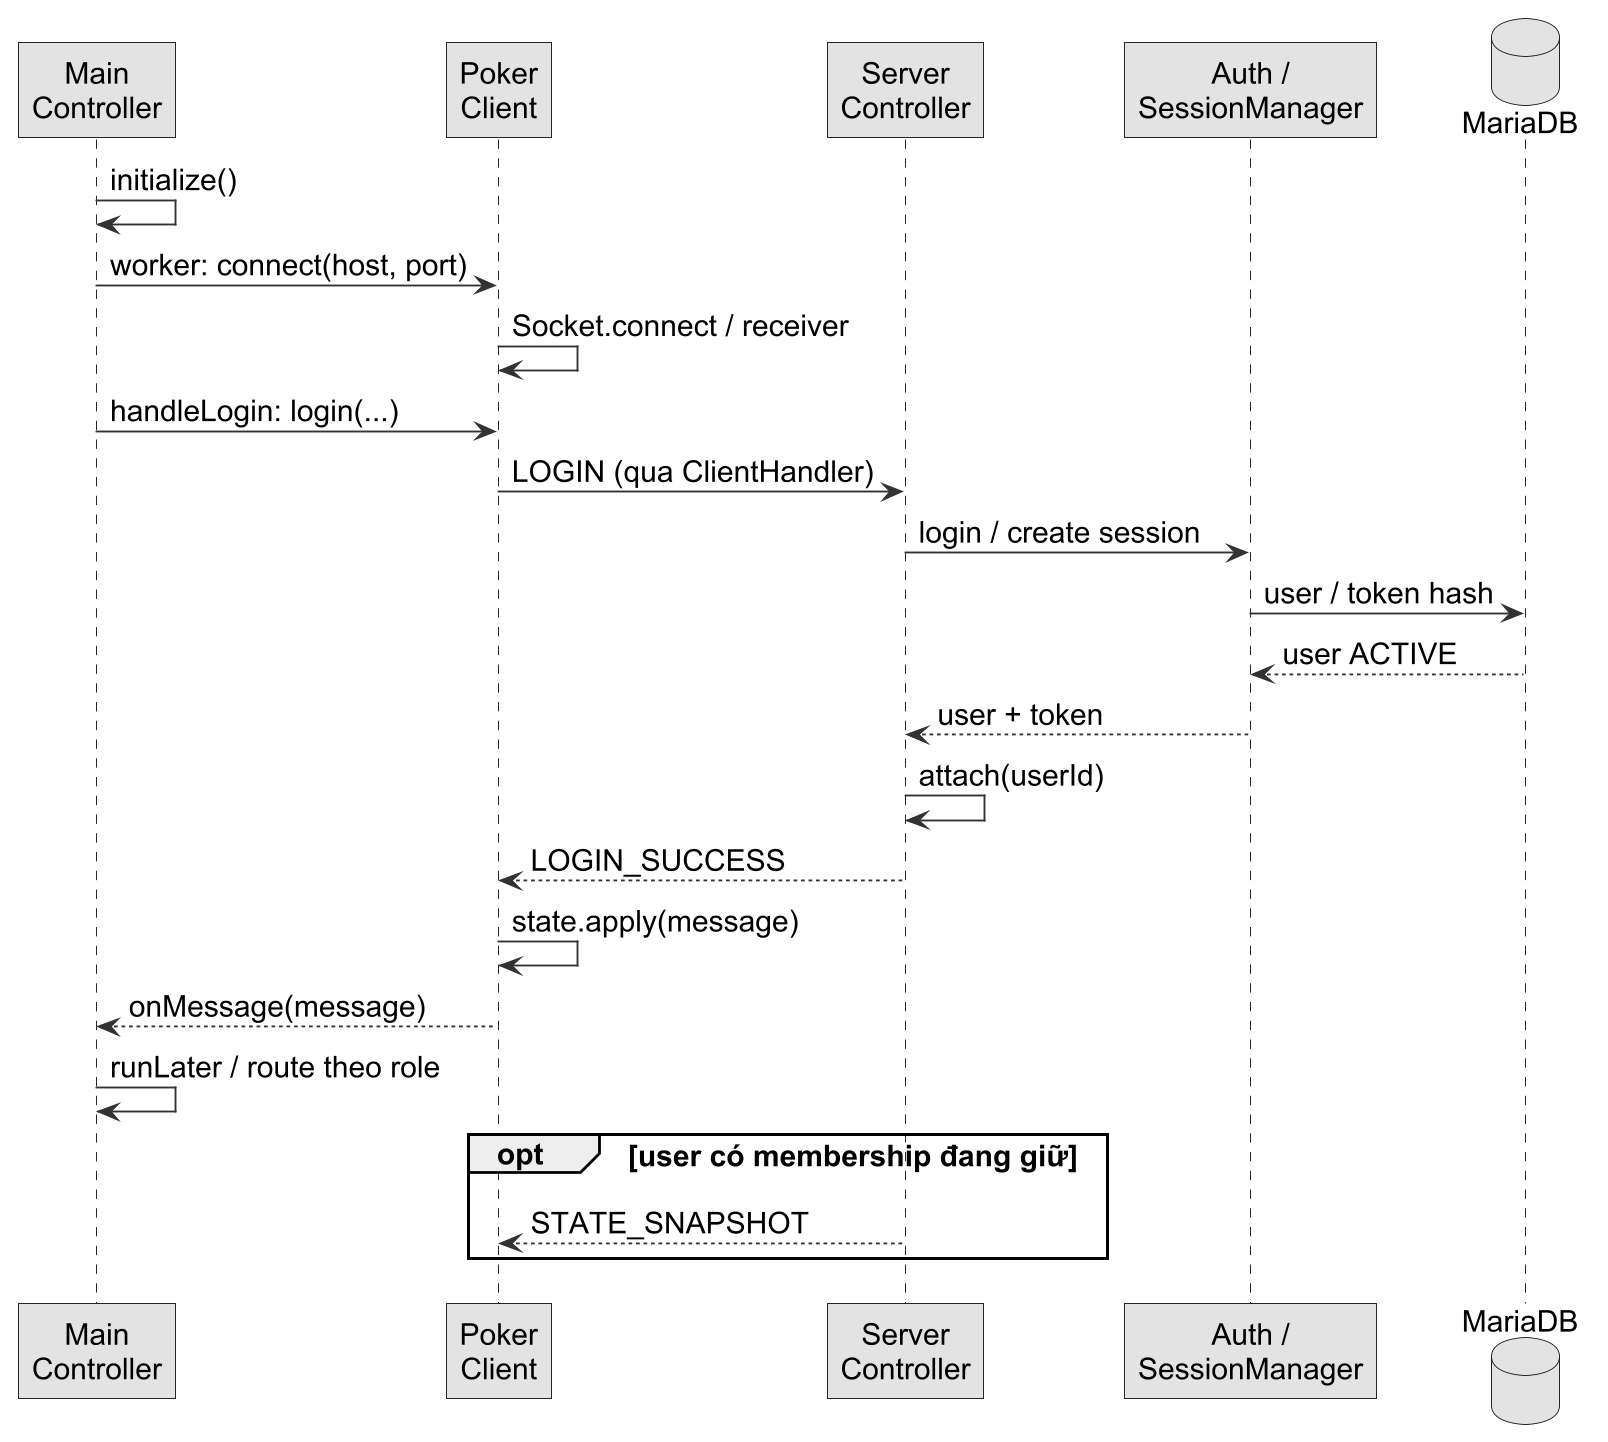 Main
Controller
Poker
Client
Server
Controller
Auth /
SessionManager
MariaDB
initialize()
worker: connect(host, port)
Socket.connect / receiver
handleLogin: login(...)
LOGIN (qua ClientHandler)
login / create session
user / token hash
user ACTIVE
user + token
attach(userId)
LOGIN_SUCCESS
state.apply(message)
onMessage(message)
runLater / route theo role
opt [user có membership đang giữ]
STATE_SNAPSHOT
Main
Controller
Poker
Client
Server
Controller
Auth /
SessionManager
MariaDB